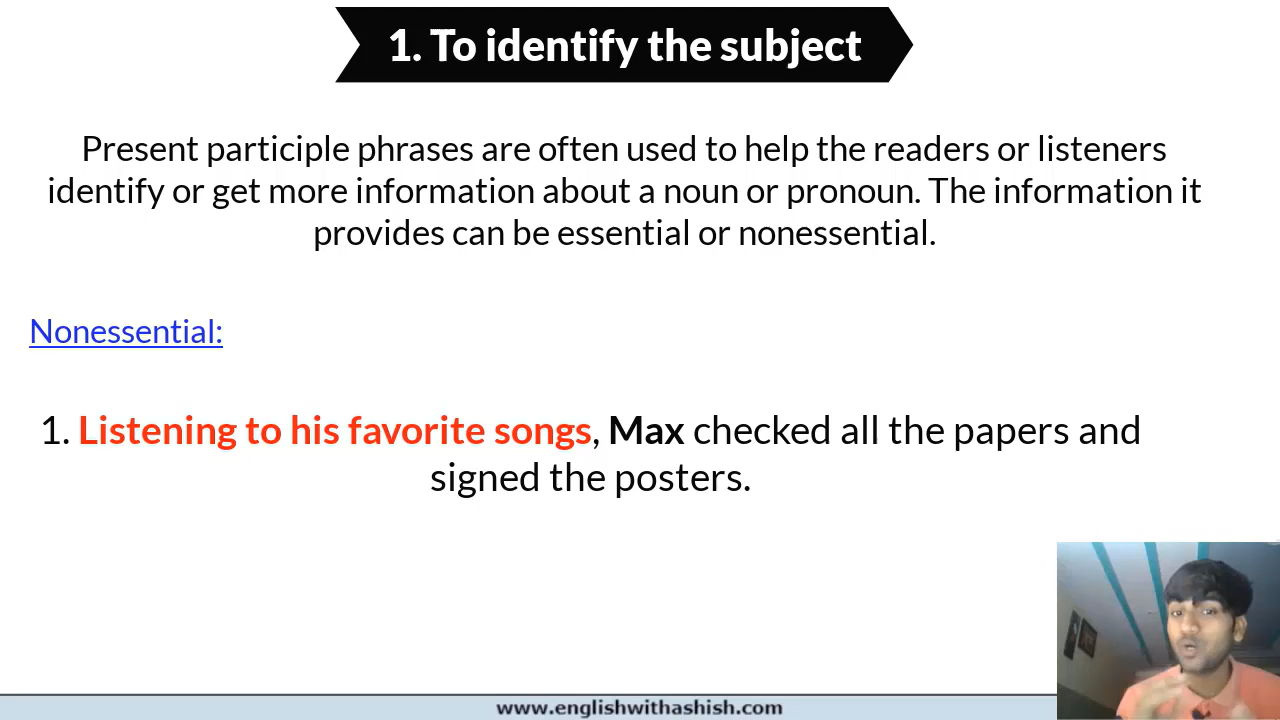 1. To identify the subject
Present participle phrases are often used to help the readers or listeners
identify or get more information about a noun or pronoun. The information it
provides can be essential or nonessential.
Nonessential:
1. Listening to his favorite songs, Max checked all the papers and
signed the posters.
www.englishwithashish.com